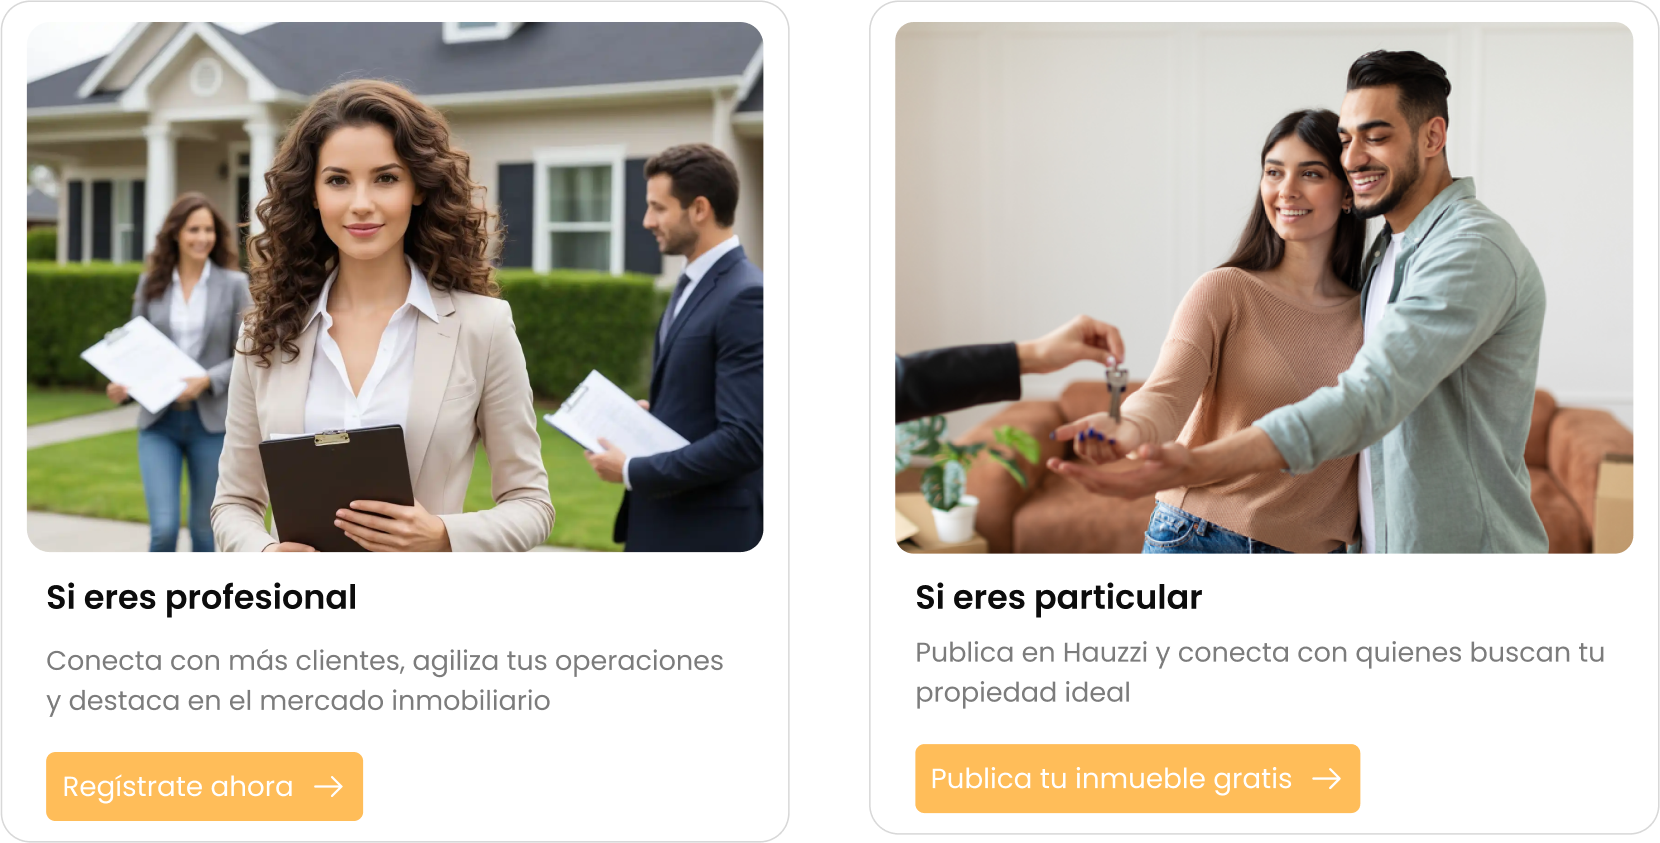 Si eres profesional
Conecta con más clientes, agiliza tus operaciones
y destaca en el mercado inmobiliario
Regístrate ahora →
Si eres particular
Publica en Hauzzi y conecta con quienes buscan tu
propiedad ideal
Publica tu inmueble gratis →